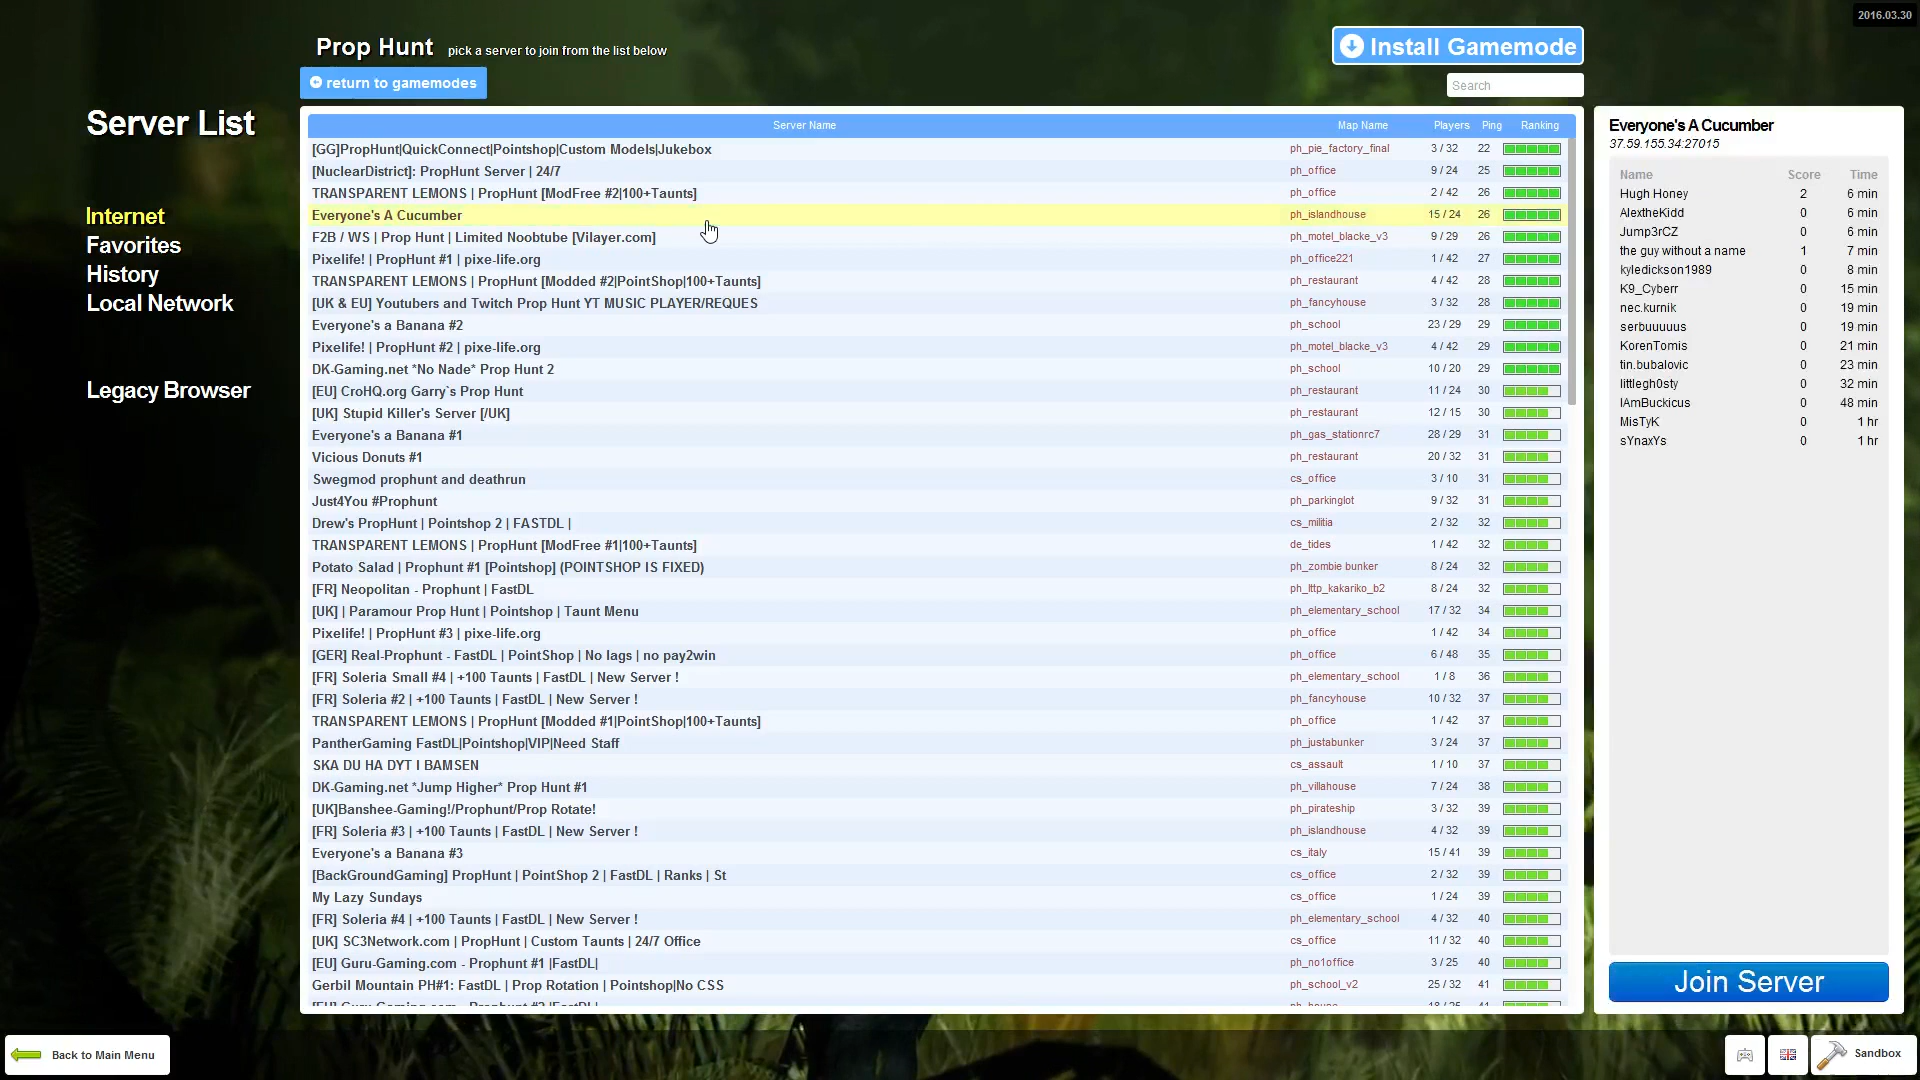 2016.03.30
Prop Hunt pick a server to join from the list below
Install Gamemode
return to gamemodes
Search
Server List
Internet
Favorites
History
Local Network
Legacy Browser
Server Name Map Name Players Ping Ranking
[GG]PropHunt|QuickConnect|Pointshop|Custom Models|Jukebox ph_pie_factory_final 3 / 32 22
[NuclearDistrict]: PropHunt Server | 24/7 ph_office 9 / 24 25
TRANSPARENT LEMONS | PropHunt [ModFree #2|100+Taunts] ph_office 2 / 42 26
Everyone's A Cucumber ph_islandhouse 15 / 24 26
F2B / WS | Prop Hunt | Limited Noobtube [Vilayer.com] ph_motel_blacke_v3 9 / 29 26
Pixelife! | PropHunt #1 | pixe-life.org ph_office221 1 / 42 27
TRANSPARENT LEMONS | PropHunt [Modded #2|PointShop|100+Taunts] ph_restaurant 4 / 42 28
[UK & EU] Youtubers and Twitch Prop Hunt YT MUSIC PLAYER/REQUES ph_fancyhouse 3 / 32 28
Everyone's a Banana #2 ph_school 23 / 29 29
Pixelife! | PropHunt #2 | pixe-life.org ph_motel_blacke_v3 4 / 42 29
DK-Gaming.net *No Nade* Prop Hunt 2 ph_school 10 / 20 29
[EU] CroHQ.org Garry`s Prop Hunt ph_restaurant 11 / 24 30
[UK] Stupid Killer's Server [/UK] ph_restaurant 12 / 15 30
Everyone's a Banana #1 ph_gas_stationrc7 28 / 29 31
Vicious Donuts #1 ph_restaurant 20 / 32 31
Swegmod prophunt and deathrun cs_office 3 / 10 31
Just4You #Prophunt ph_parkinglot 9 / 32 31
Drew's PropHunt | Pointshop 2 | FASTDL | cs_militia 2 / 32 32
TRANSPARENT LEMONS | PropHunt [ModFree #1|100+Taunts] de_tides 1 / 42 32
Potato Salad | Prophunt #1 [Pointshop] (POINTSHOP IS FIXED) ph_zombie bunker 8 / 24 32
[FR] Neopolitan - Prophunt | FastDL ph_lttp_kakariko_b2 8 / 24 32
[UK] | Paramour Prop Hunt | Pointshop | Taunt Menu ph_elementary_school 17 / 32 34
Pixelife! | PropHunt #3 | pixe-life.org ph_office 1 / 42 34
[GER] Real-Prophunt - FastDL | PointShop | No lags | no pay2win ph_office 6 / 48 35
[FR] Soleria Small #4 | +100 Taunts | FastDL | New Server ! ph_elementary_school 1 / 8 36
[FR] Soleria #2 | +100 Taunts | FastDL | New Server ! ph_fancyhouse 10 / 32 37
TRANSPARENT LEMONS | PropHunt [Modded #1|PointShop|100+Taunts] ph_office 1 / 42 37
PantherGaming FastDL|Pointshop|VIP|Need Staff ph_justabunker 3 / 24 37
SKA DU HA DYT I BAMSEN cs_assault 1 / 10 37
DK-Gaming.net *Jump Higher* Prop Hunt #1 ph_villahouse 7 / 24 38
[UK]Banshee-Gaming!/Prophunt/Prop Rotate! ph_pirateship 3 / 32 39
[FR] Soleria #3 | +100 Taunts | FastDL | New Server ! ph_islandhouse 4 / 32 39
Everyone's a Banana #3 cs_italy 15 / 41 39
[BackGroundGaming] PropHunt | PointShop 2 | FastDL | Ranks | St cs_office 2 / 32 39
My Lazy Sundays cs_office 1 / 24 39
[FR] Soleria #4 | +100 Taunts | FastDL | New Server ! ph_elementary_school 4 / 32 40
[UK] SC3Network.com | PropHunt | Custom Taunts | 24/7 Office cs_office 11 / 32 40
[EU] Guru-Gaming.com - Prophunt #1 |FastDL| ph_no1office 3 / 25 40
Gerbil Mountain PH#1: FastDL | Prop Rotation | Pointshop|No CSS ph_school_v2 25 / 32 41
Everyone's A Cucumber
37.59.155.34:27015
Name Score Time
Hugh Honey 2 6 min
AlextheKidd 0 6 min
Jump3rCZ 0 6 min
the guy without a name 1 7 min
kyledickson1989 0 8 min
K9_Cyberr 0 15 min
nec.kurnik 0 19 min
serbuuuuus 0 19 min
KorenTomis 0 21 min
tin.bubalovic 0 23 min
littlegh0sty 0 32 min
IAmBuckicus 0 48 min
MisTyK 0 1 hr
sYnaxYs 0 1 hr
Join Server
Back to Main Menu
Sandbox